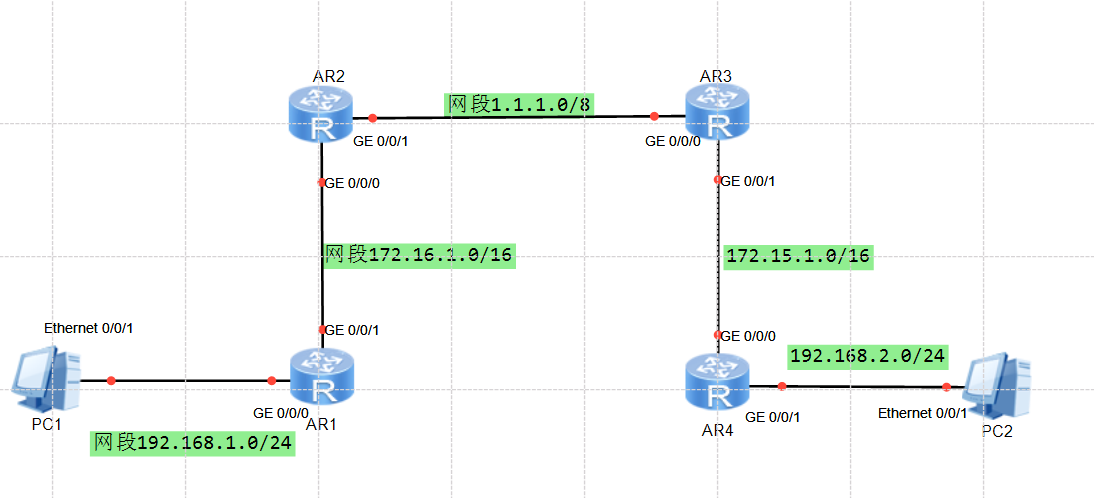 AR2
AR3
网段1.1.1.0/8
GE 0/0/1
GE 0/0/0
GE 0/0/0
GE 0/0/1
网段172.16.1.0/16
172.15.1.0/16
Ethernet 0/0/1
GE 0/0/1
GE 0/0/0
192.168.2.0/24
PC1
GE 0/0/0
AR1
网段192.168.1.0/24
AR4
GE 0/0/1
Ethernet 0/0/1
PC2
R
R
R
R